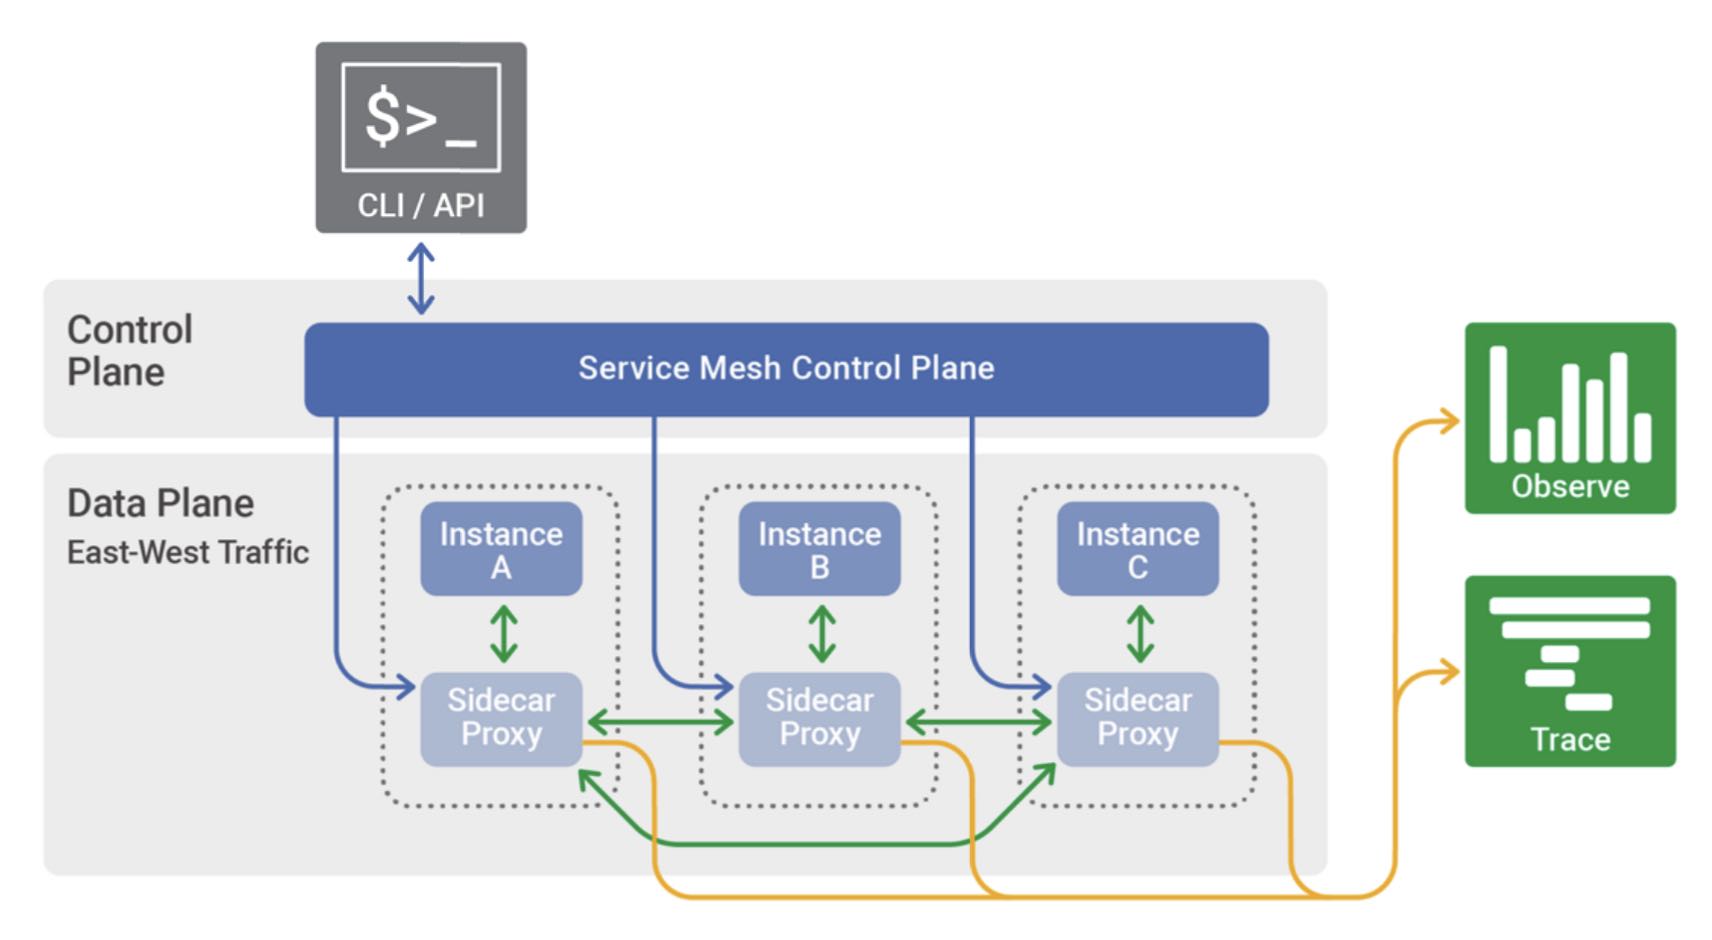 $>_
CLI / API
Control
Plane
Service Mesh Control Plane
Data Plane
East-West Traffic
Instance
A
Instance
B
Instance
C
Sidecar
Proxy
Sidecar
Proxy
Sidecar
Proxy
Observe
Trace